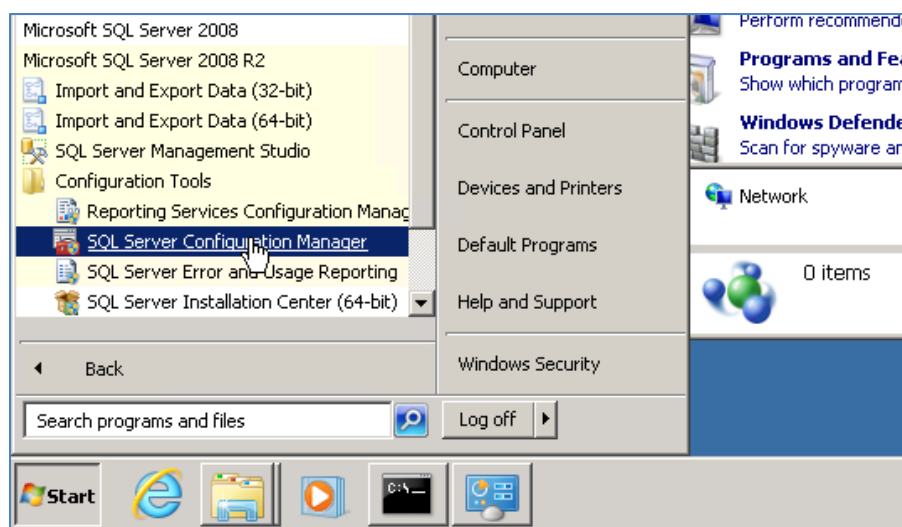 Microsoft SQL Server 2008
Microsoft SQL Server 2008 R2
Import and Export Data (32-bit)
Import and Export Data (64-bit)
SQL Server Management Studio
Configuration Tools
Reporting Services Configuration Manag
SQL Server Configuration Manager
SQL Server Error and Usage Reporting
SQL Server Installation Center (64-bit)
Back
Search programs and files
Computer
Control Panel
Devices and Printers
Default Programs
Help and Support
Windows Security
Log off
Perform recommende
Programs and Fea
Show which program
Windows Defende
Scan for spyware an
Network
0 items
Start
C:\